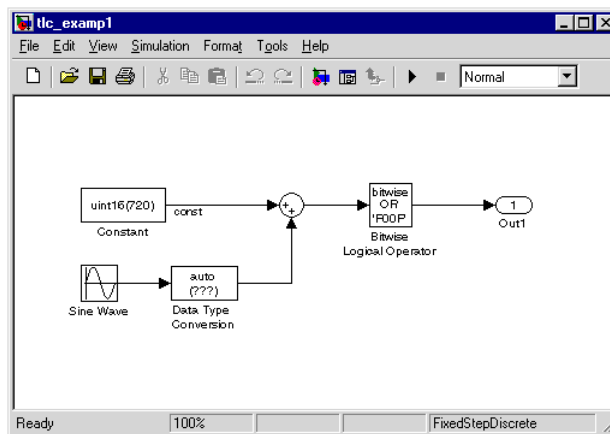 tlc_examp1
File Edit View Simulation Format Tools Help
Normal
uint16(720)
const
Constant
bitwise
OR
'F00F'
Bitwise
Logical Operator
1
Out1
Sine Wave
auto
(???)
Data Type
Conversion
Ready 100% FixedStepDiscrete